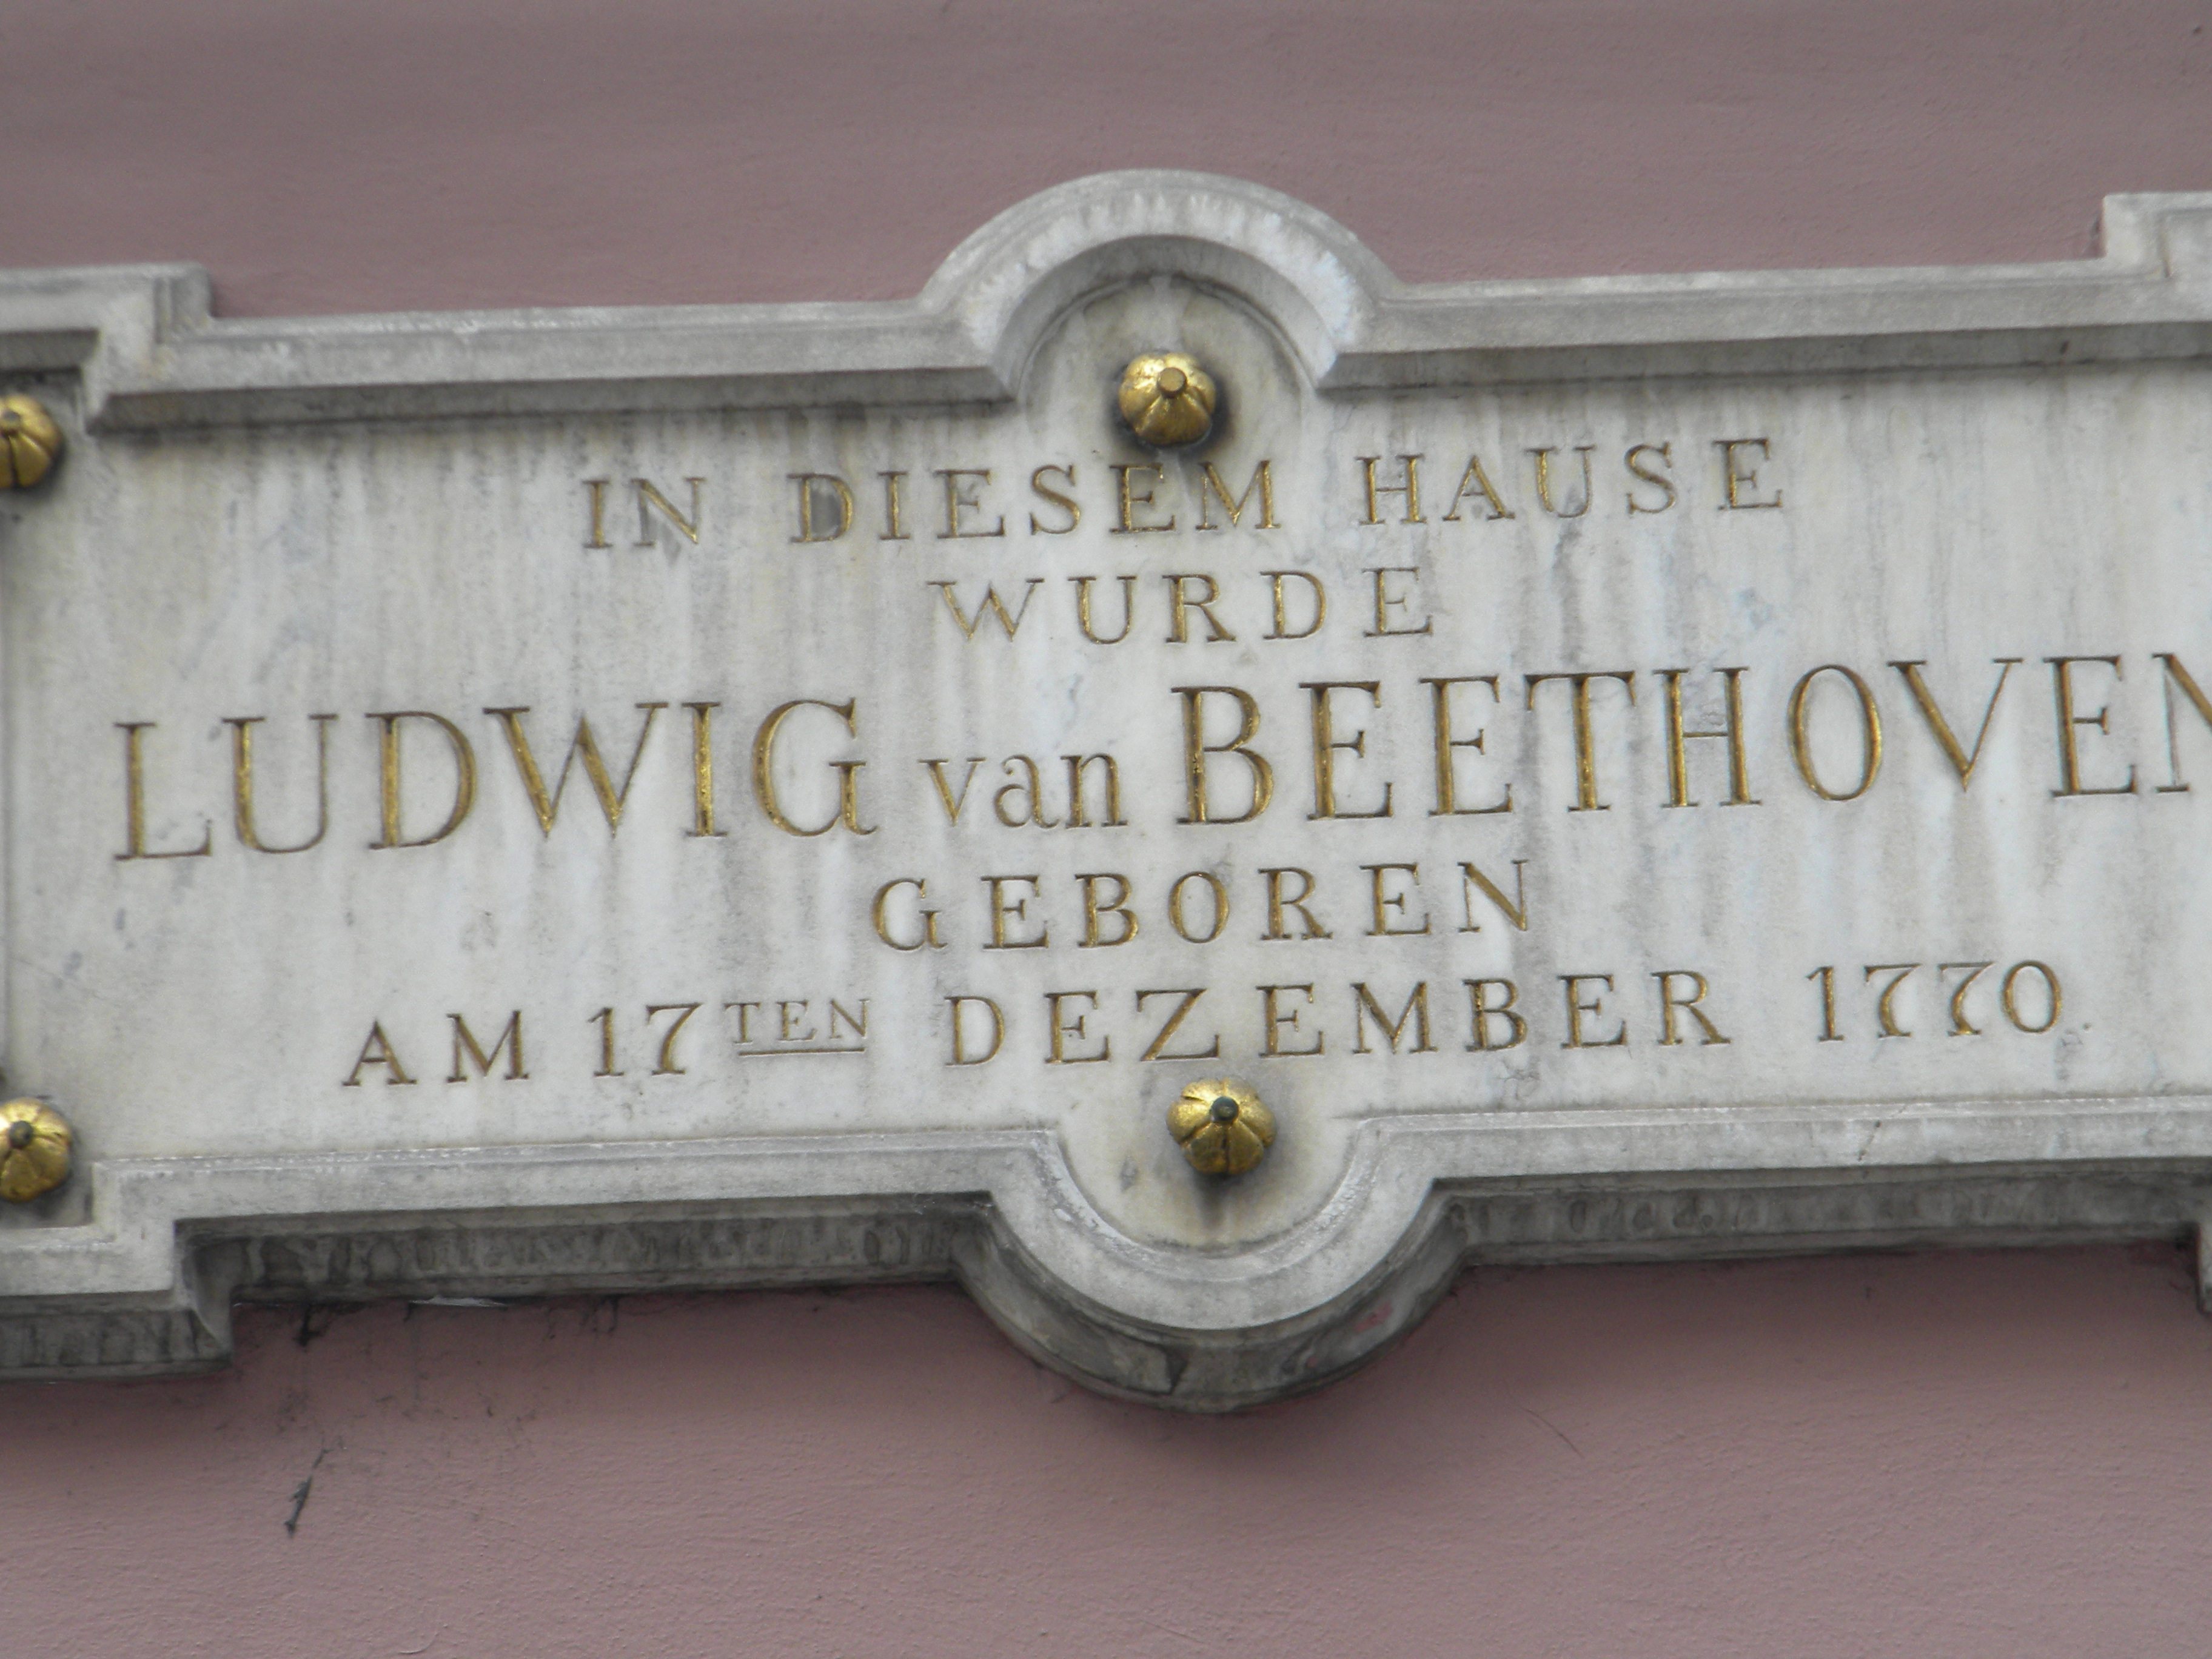 IN DIESEM HAUSE
WURDE
LUDWIG van BEETHOVEN
GEBOREN
AM 17TEN DEZEMBER 1770